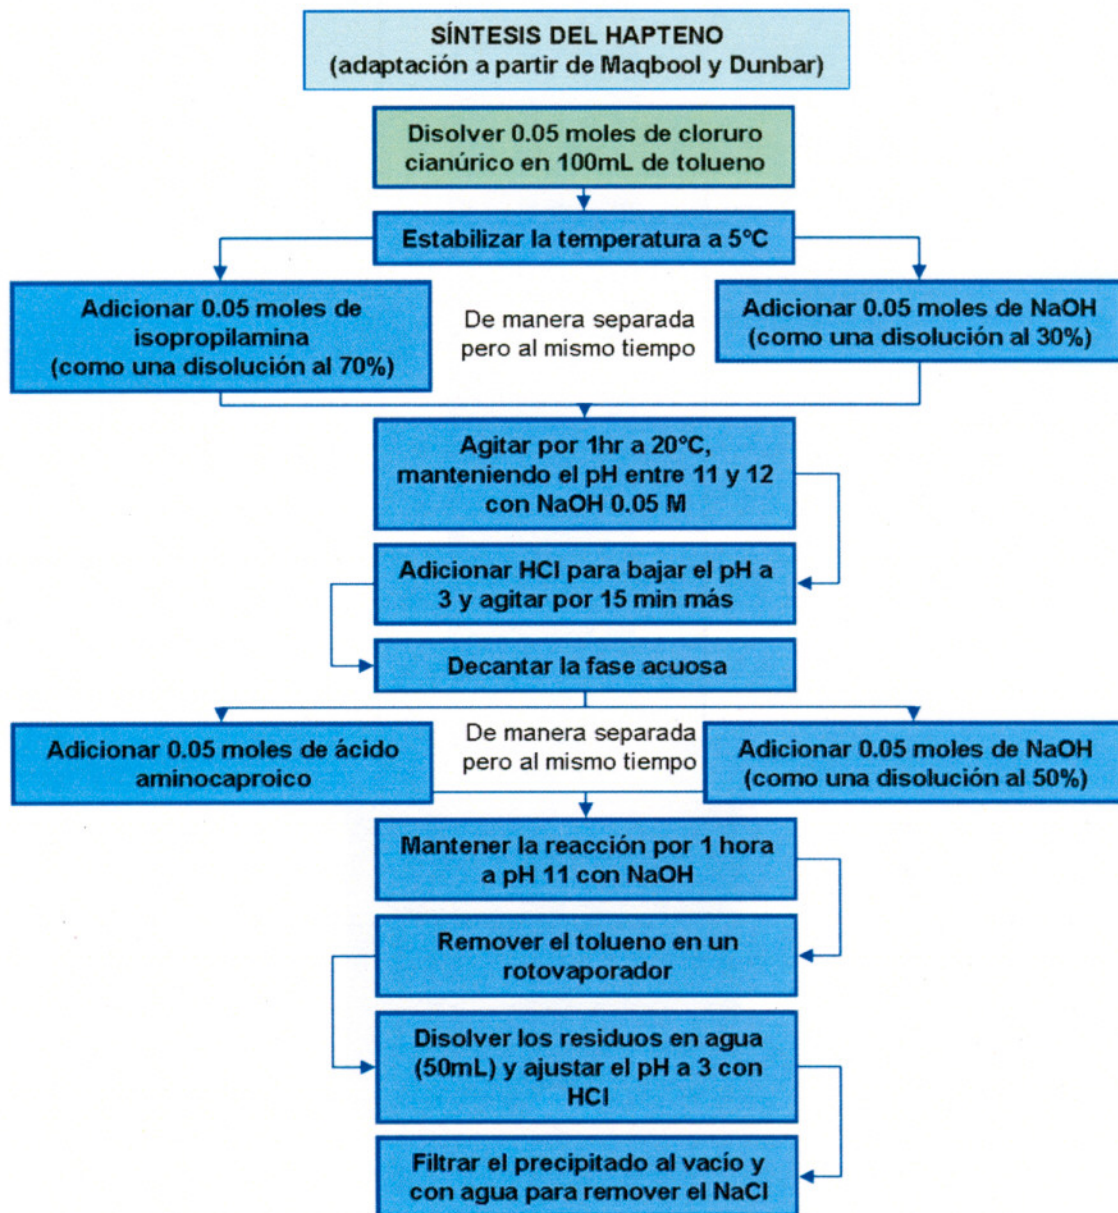 SÍNTESIS DEL HAPTENO
(adaptación a partir de Maqbool y Dunbar)
Disolver 0.05 moles de cloruro
cianúrico en 100mL de tolueno
Estabilizar la temperatura a 5°C
Adicionar 0.05 moles de
isopropilamina
(como una disolución al 70%)
De manera separada
pero al mismo tiempo
Adicionar 0.05 moles de NaOH
(como una disolución al 30%)
Agitar por 1hr a 20°C,
manteniendo el pH entre 11 y 12
con NaOH 0.05 M
Adicionar HCl para bajar el pH a
3 y agitar por 15 min más
Decantar la fase acuosa
Adicionar 0.05 moles de ácido
aminocaproico
De manera separada
pero al mismo tiempo
Adicionar 0.05 moles de NaOH
(como una disolución al 50%)
Mantener la reacción por 1 hora
a pH 11 con NaOH
Remover el tolueno en un
rotovaporador
Disolver los residuos en agua
(50mL) y ajustar el pH a 3 con
HCl
Filtrar el precipitado al vacío y
con agua para remover el NaCl